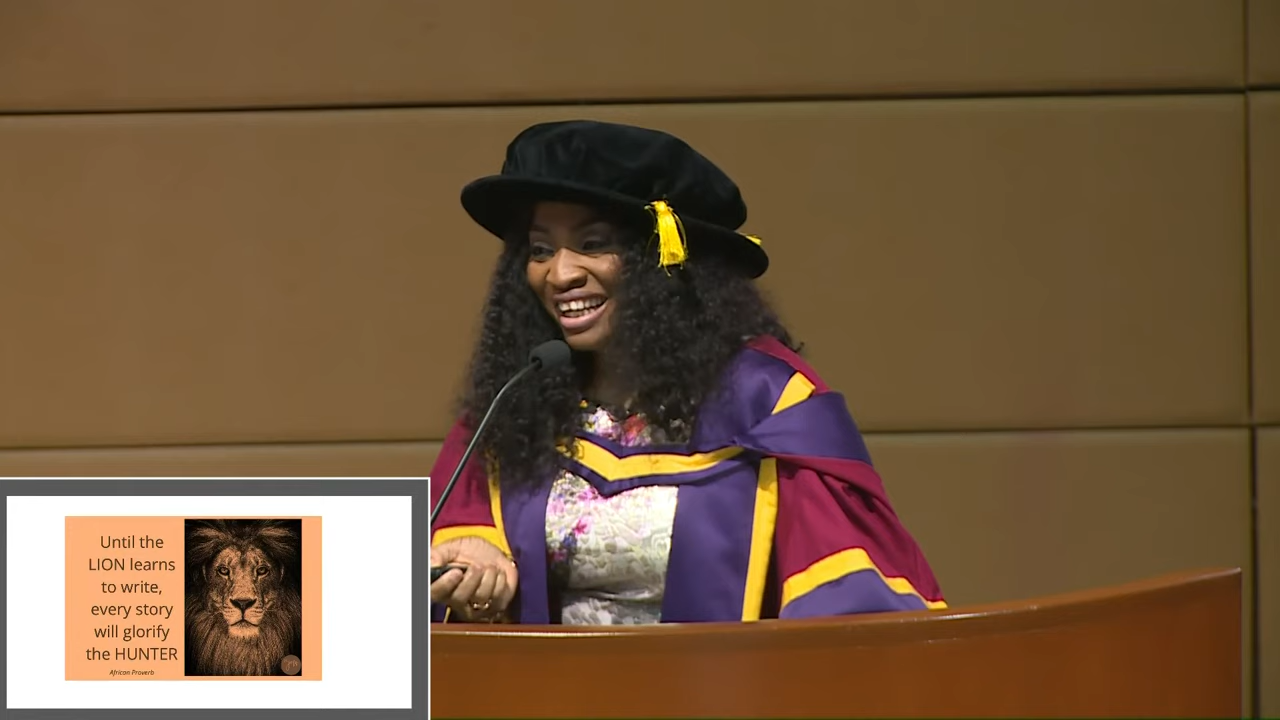 Until the
LION learns
to write,
every story
will glorify
the HUNTER
African Proverb